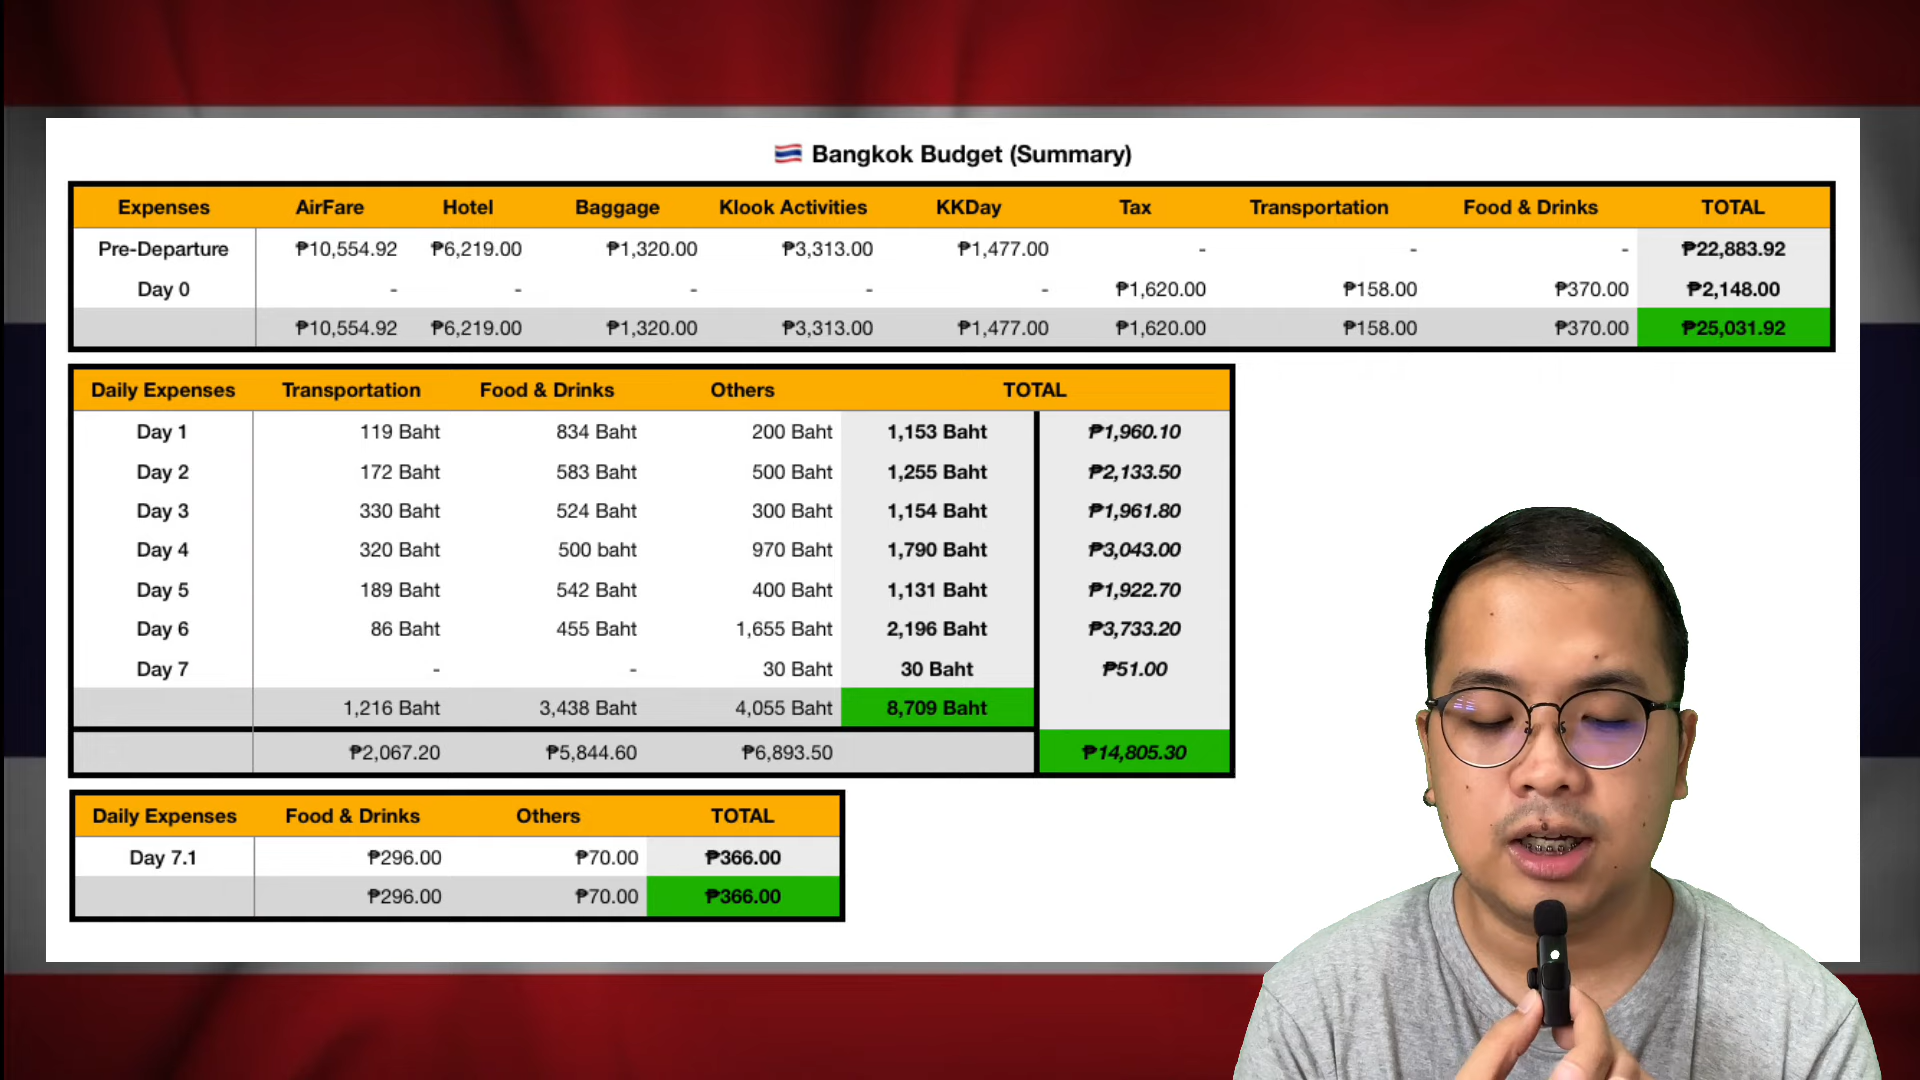 Bangkok Budget (Summary)
Expenses AirFare Hotel Baggage Klook Activities KKDay Tax Transportation Food & Drinks TOTAL
Pre-Departure ₱10,554.92 ₱6,219.00 ₱1,320.00 ₱3,313.00 ₱1,477.00 - - - ₱22,883.92
Day 0 - - - - - ₱1,620.00 ₱158.00 ₱370.00 ₱2,148.00
₱10,554.92 ₱6,219.00 ₱1,320.00 ₱3,313.00 ₱1,477.00 ₱1,620.00 ₱158.00 ₱370.00 ₱25,031.92
Daily Expenses Transportation Food & Drinks Others TOTAL
Day 1 119 Baht 834 Baht 200 Baht 1,153 Baht ₱1,960.10
Day 2 172 Baht 583 Baht 500 Baht 1,255 Baht ₱2,133.50
Day 3 330 Baht 524 Baht 300 Baht 1,154 Baht ₱1,961.80
Day 4 320 Baht 500 baht 970 Baht 1,790 Baht ₱3,043.00
Day 5 189 Baht 542 Baht 400 Baht 1,131 Baht ₱1,922.70
Day 6 86 Baht 455 Baht 1,655 Baht 2,196 Baht ₱3,733.20
Day 7 - - 30 Baht 30 Baht ₱51.00
1,216 Baht 3,438 Baht 4,055 Baht 8,709 Baht
₱2,067.20 ₱5,844.60 ₱6,893.50 ₱14,805.30
Daily Expenses Food & Drinks Others TOTAL
Day 7.1 ₱296.00 ₱70.00 ₱366.00
₱296.00 ₱70.00 ₱366.00